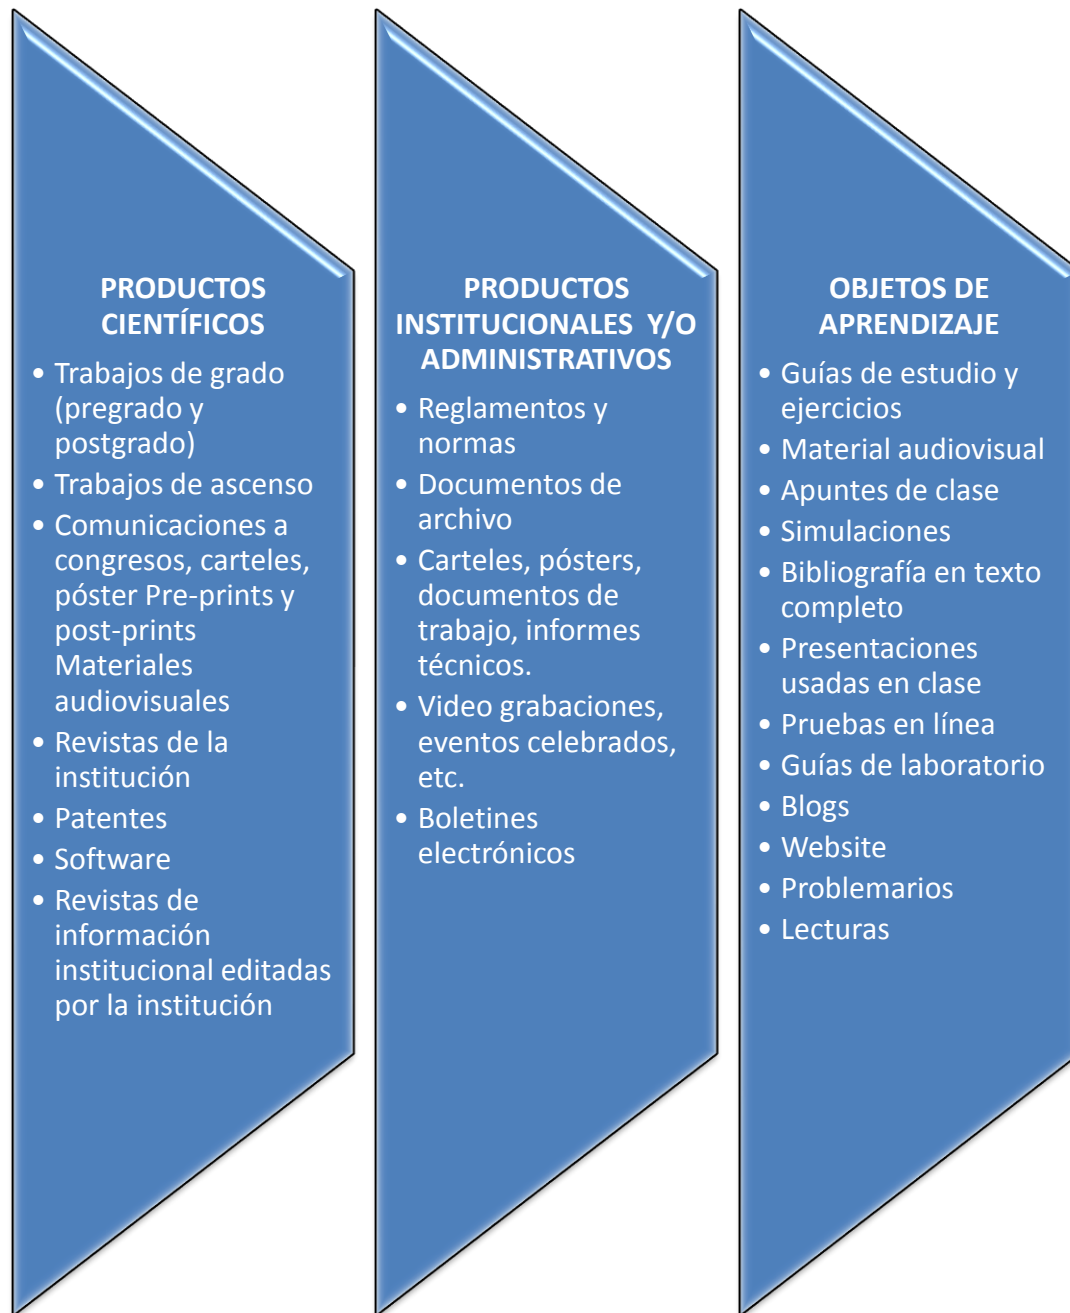 PRODUCTOS
CIENTÍFICOS
• Trabajos de grado
(pregrado y
postgrado)
• Trabajos de ascenso
• Comunicaciones a
congresos, carteles,
póster Pre-prints y
post-prints
Materiales
audiovisuales
• Revistas de la
institución
• Patentes
• Software
• Revistas de
información
institucional editadas
por la institución
PRODUCTOS
INSTITUCIONALES Y/O
ADMINISTRATIVOS
• Reglamentos y
normas
• Documentos de
archivo
• Carteles, pósters,
documentos de
trabajo, informes
técnicos.
• Video grabaciones,
eventos celebrados,
etc.
• Boletines
electrónicos
OBJETOS DE
APRENDIZAJE
• Guías de estudio y
ejercicios
• Material audiovisual
• Apuntes de clase
• Simulaciones
• Bibliografía en texto
completo
• Presentaciones
usadas en clase
• Pruebas en línea
• Guías de laboratorio
• Blogs
• Website
• Problemarios
• Lecturas